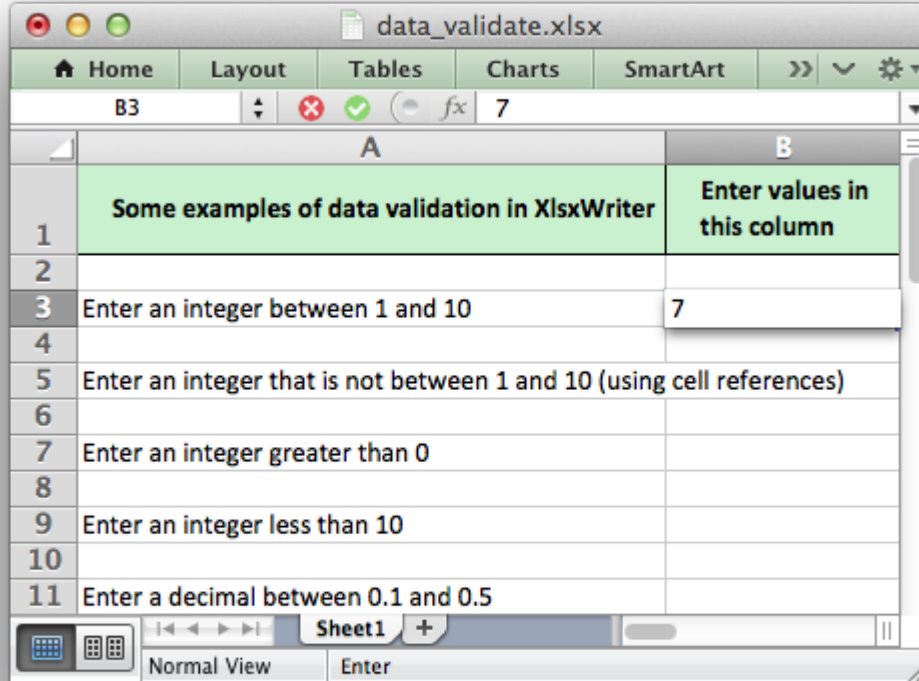 data_validate.xlsx
Home Layout Tables Charts SmartArt
B3 fx 7
A B
1 Some examples of data validation in XlsxWriter Enter values in
this column
2
3 Enter an integer between 1 and 10 7
4
5 Enter an integer that is not between 1 and 10 (using cell references)
6
7 Enter an integer greater than 0
8
9 Enter an integer less than 10
10
11 Enter a decimal between 0.1 and 0.5
Sheet1
Normal View Enter